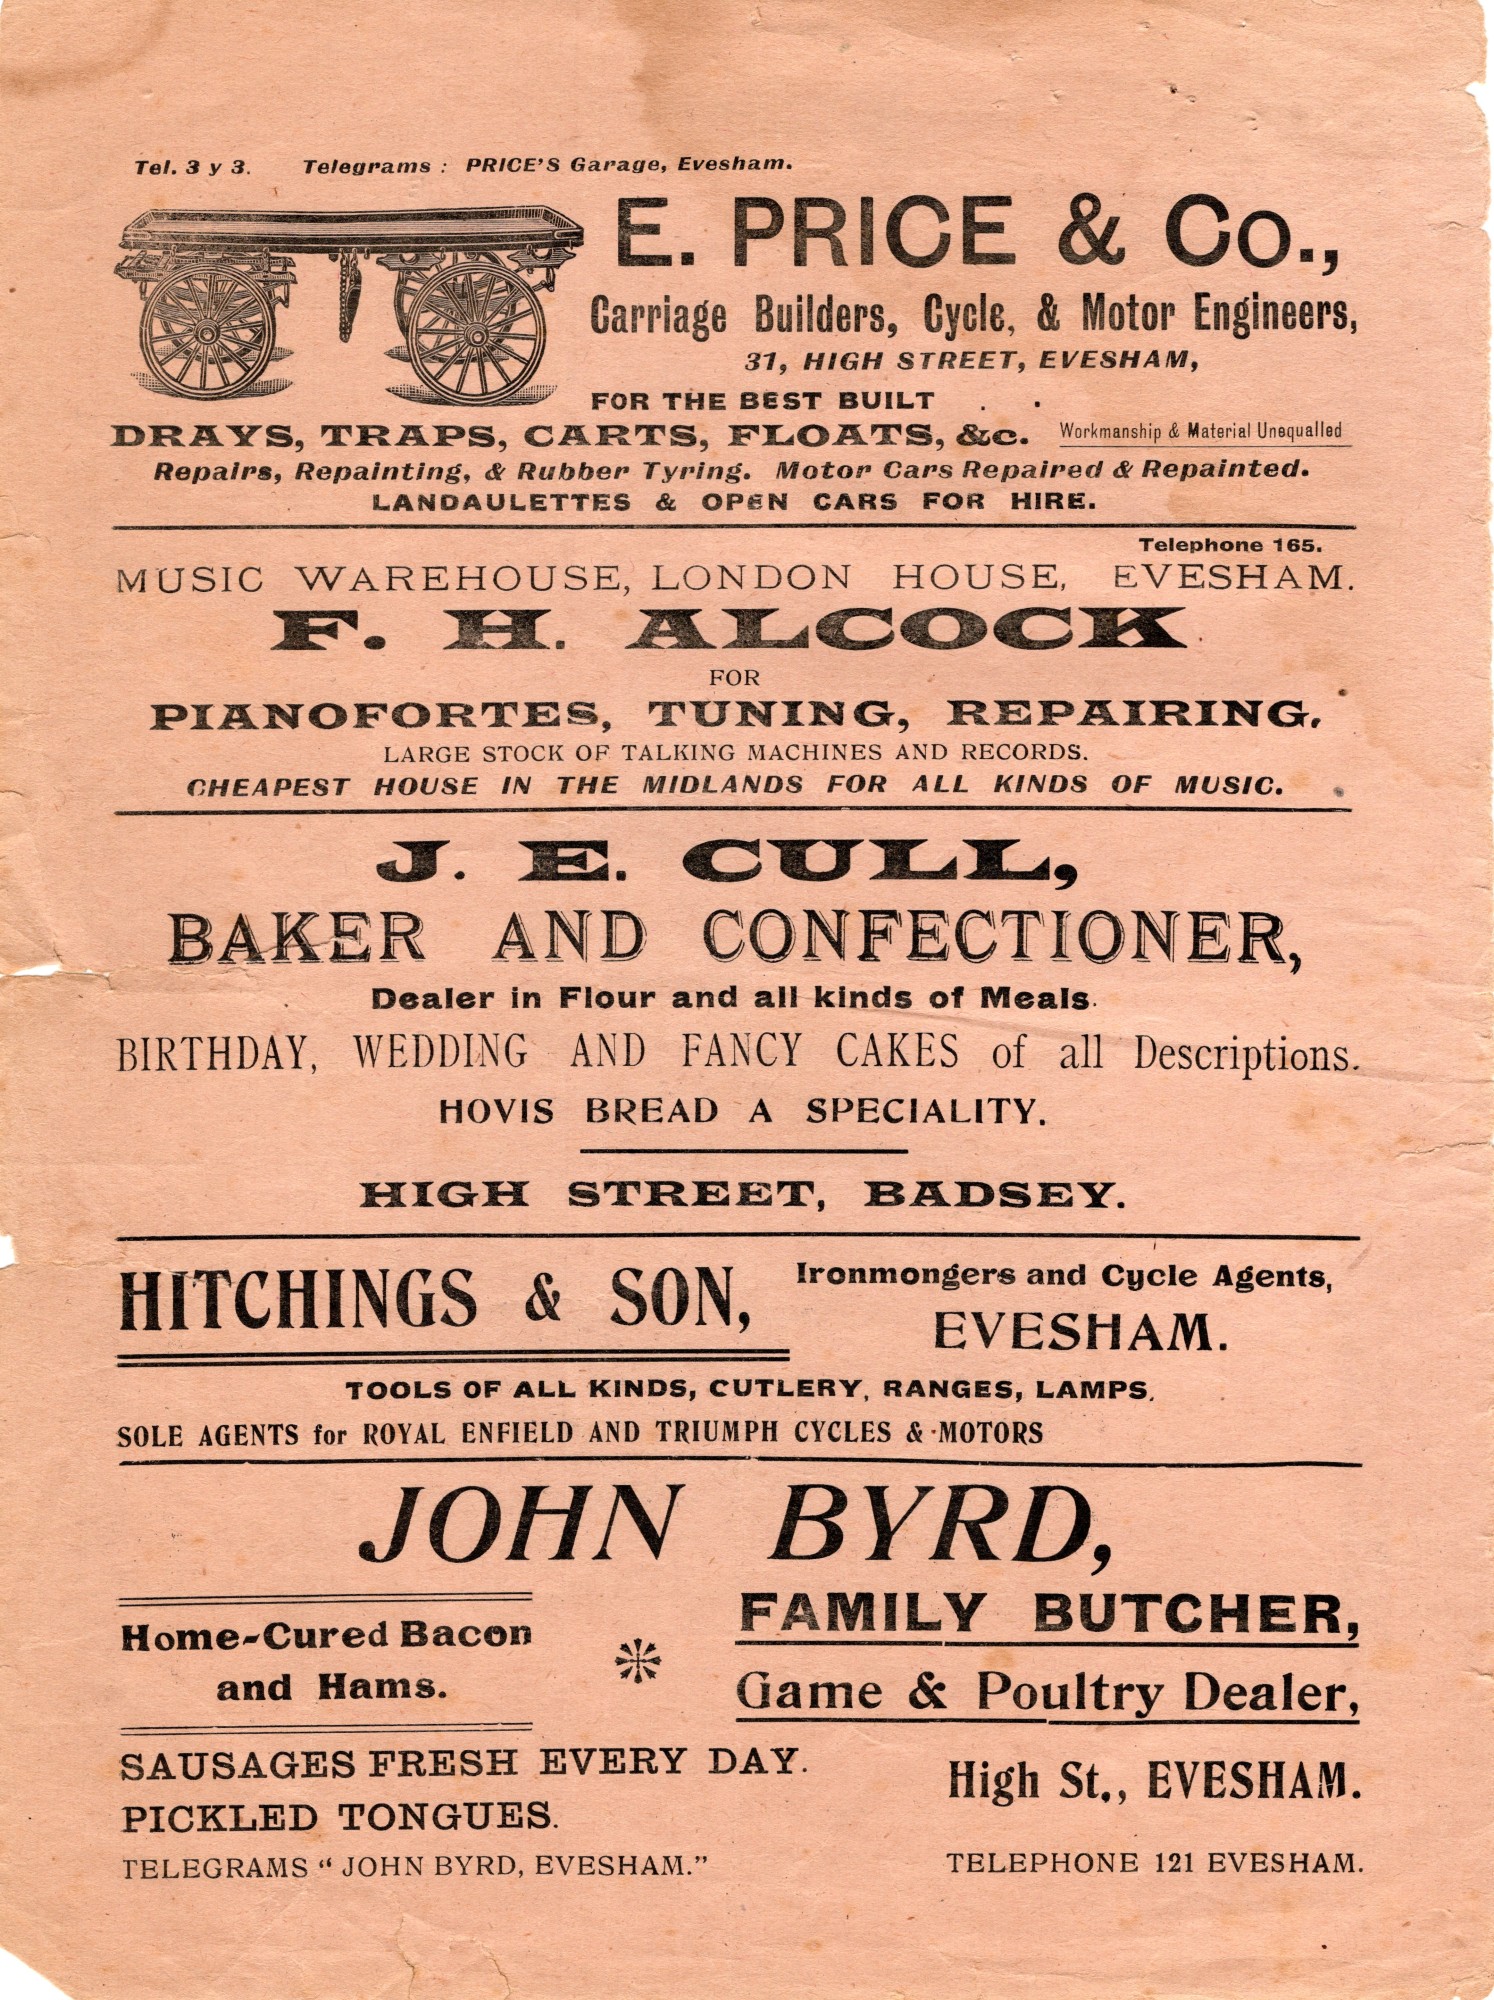 Tel. 3 y 3. Telegrams : PRICE'S Garage, Evesham.
E. PRICE & Co.,
Carriage Builders, Cycle, & Motor Engineers,
31, HIGH STREET, EVESHAM,
FOR THE BEST BUILT . .
DRAYS, TRAPS, CARTS, FLOATS, &c. Workmanship & Material Unequalled
Repairs, Repainting, & Rubber Tyring. Motor Cars Repaired & Repainted.
LANDAULETTES & OPEN CARS FOR HIRE.
Telephone 165.
MUSIC WAREHOUSE, LONDON HOUSE, EVESHAM.
F. H. ALCOCK
FOR
PIANOFORTES, TUNING, REPAIRING.
LARGE STOCK OF TALKING MACHINES AND RECORDS.
CHEAPEST HOUSE IN THE MIDLANDS FOR ALL KINDS OF MUSIC.
J. E. CULL,
BAKER AND CONFECTIONER,
Dealer in Flour and all kinds of Meals.
BIRTHDAY, WEDDING AND FANCY CAKES of all Descriptions.
HOVIS BREAD A SPECIALITY.
HIGH STREET, BADSEY.
HITCHINGS & SON,
Ironmongers and Cycle Agents,
EVESHAM.
TOOLS OF ALL KINDS, CUTLERY, RANGES, LAMPS.
SOLE AGENTS for ROYAL ENFIELD AND TRIUMPH CYCLES & MOTORS
JOHN BYRD,
FAMILY BUTCHER,
Game & Poultry Dealer,
Home-Cured Bacon
and Hams.
SAUSAGES FRESH EVERY DAY.
PICKLED TONGUES.
High St., EVESHAM.
TELEGRAMS "JOHN BYRD, EVESHAM."
TELEPHONE 121 EVESHAM.